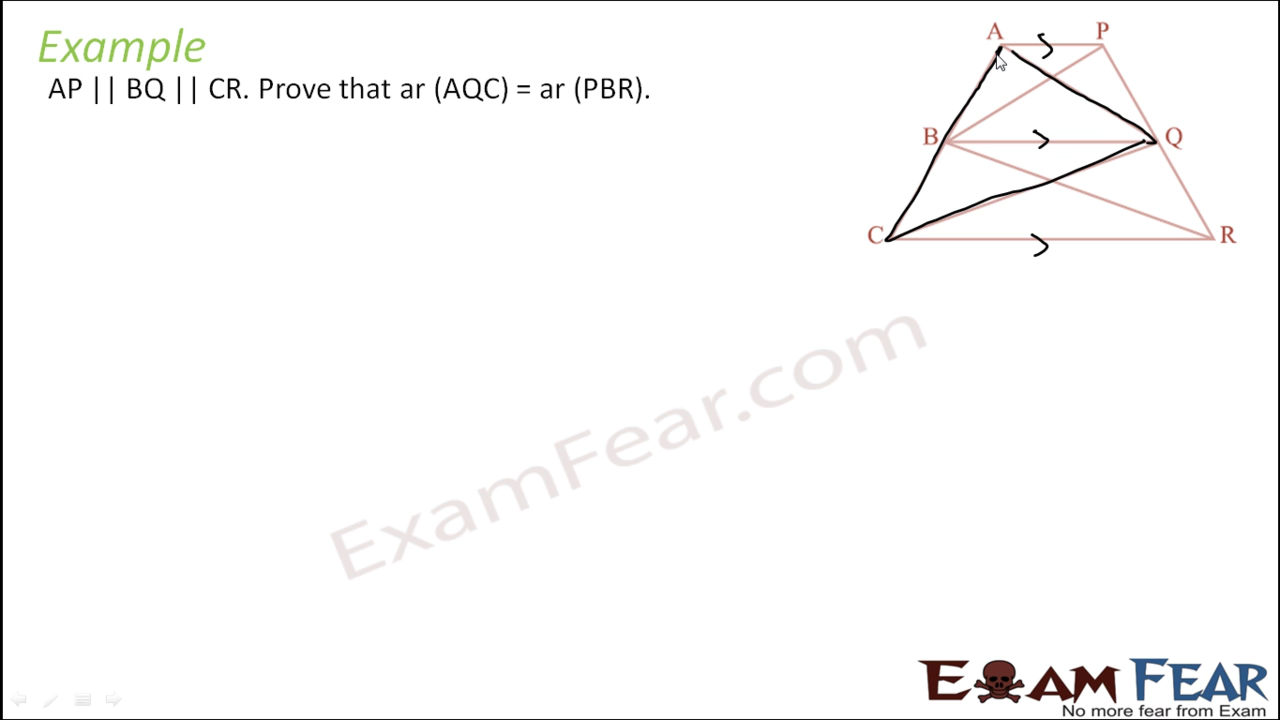 Example
AP || BQ || CR. Prove that ar (AQC) = ar (PBR).
A P
B Q
C R
ExamFear.com
EXAM FEAR
No more fear from Exam